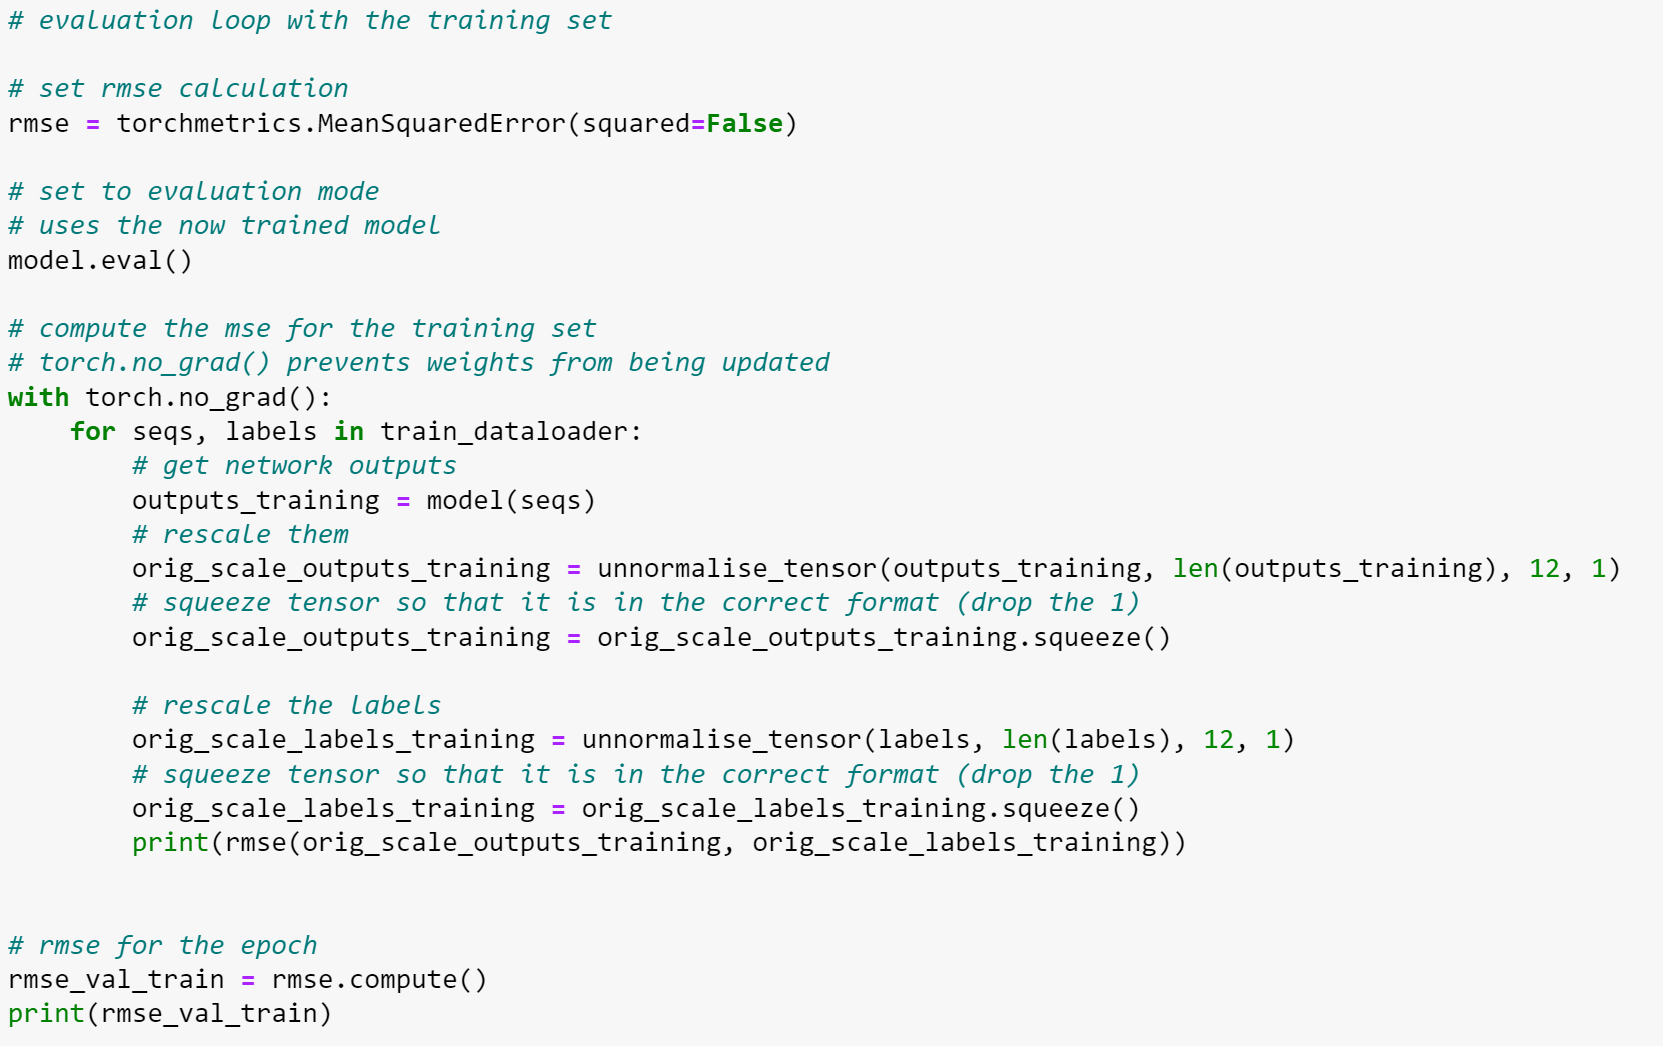 # evaluation loop with the training set
# set rmse calculation
rmse = torchmetrics.MeanSquaredError(squared=False)
# set to evaluation mode
# uses the now trained model
model.eval()
# compute the mse for the training set
# torch.no_grad() prevents weights from being updated
with torch.no_grad():
    for seqs, labels in train_dataloader:
        # get network outputs
        outputs_training = model(seqs)
        # rescale them
        orig_scale_outputs_training = unnormalise_tensor(outputs_training, len(outputs_training), 12, 1)
        # squeeze tensor so that it is in the correct format (drop the 1)
        orig_scale_outputs_training = orig_scale_outputs_training.squeeze()
        # rescale the labels
        orig_scale_labels_training = unnormalise_tensor(labels, len(labels), 12, 1)
        # squeeze tensor so that it is in the correct format (drop the 1)
        orig_scale_labels_training = orig_scale_labels_training.squeeze()
        print(rmse(orig_scale_outputs_training, orig_scale_labels_training))
# rmse for the epoch
rmse_val_train = rmse.compute()
print(rmse_val_train)